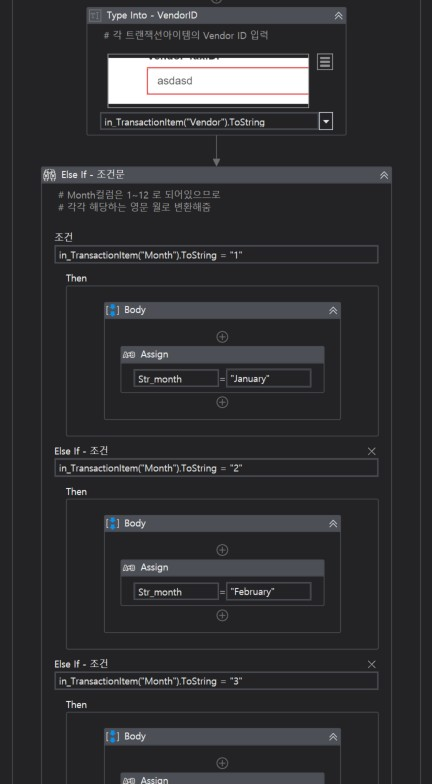 Type Into - VendorID
# 각 트랜잭션아이템의 Vendor ID 입력
asdasd
in_TransactionItem("Vendor").ToString
Else If - 조건문
# Month컬럼은 1~12 로 되어있으므로
# 각각 해당하는 영문 월로 변환해줌
조건
in_TransactionItem("Month").ToString = "1"
Then
Body
Assign
Str_month = "January"
Else If - 조건
in_TransactionItem("Month").ToString = "2"
Then
Body
Assign
Str_month = "February"
Else If - 조건
in_TransactionItem("Month").ToString = "3"
Then
Body
Assign